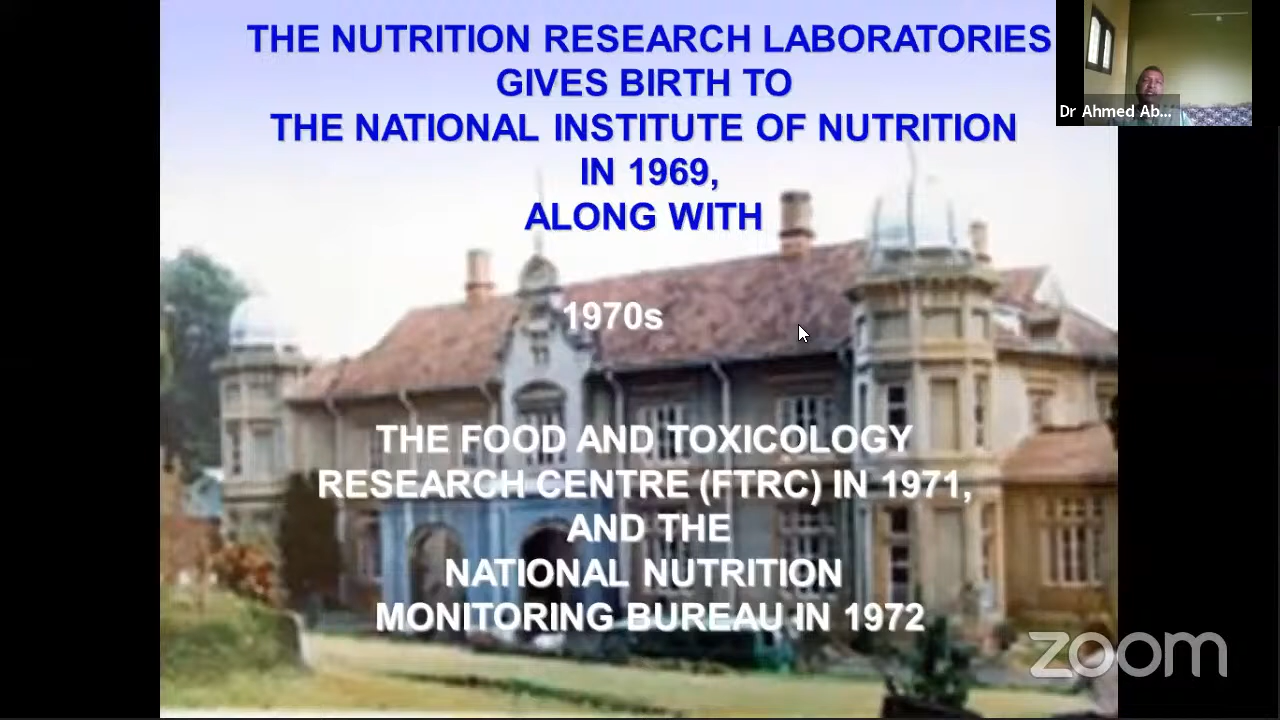 THE NUTRITION RESEARCH LABORATORIES
GIVES BIRTH TO
THE NATIONAL INSTITUTE OF NUTRITION
IN 1969,
ALONG WITH
Dr Ahmed Ab...
1970s
THE FOOD AND TOXICOLOGY
RESEARCH CENTRE (FTRC) IN 1971,
AND THE
NATIONAL NUTRITION
MONITORING BUREAU IN 1972
zoom